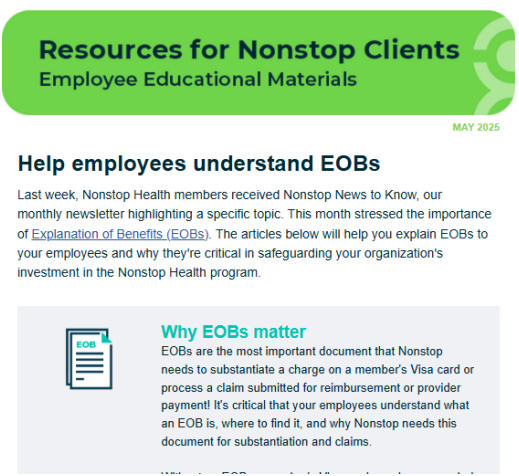 Resources for Nonstop Clients
Employee Educational Materials
MAY 2025
Help employees understand EOBs
Last week, Nonstop Health members received Nonstop News to Know, our
monthly newsletter highlighting a specific topic. This month stressed the importance
of Explanation of Benefits (EOBs). The articles below will help you explain EOBs to
your employees and why they're critical in safeguarding your organization's
investment in the Nonstop Health program.
EOB
Why EOBs matter
EOBs are the most important document that Nonstop
needs to substantiate a charge on a member's Visa card or
process a claim submitted for reimbursement or provider
payment! It's critical that your employees understand what
an EOB is, where to find it, and why Nonstop needs this
document for substantiation and claims.